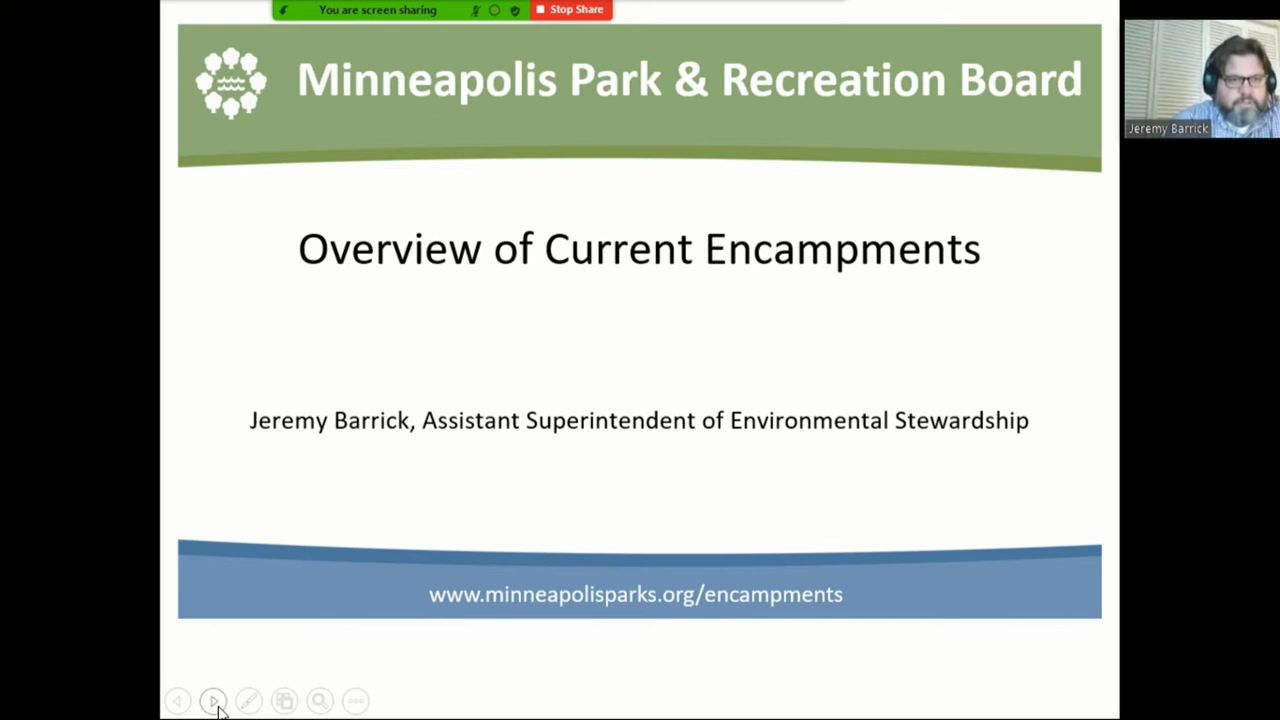 You are screen sharing
Stop Share
Minneapolis Park & Recreation Board
Jeremy Barrick
Overview of Current Encampments
Jeremy Barrick, Assistant Superintendent of Environmental Stewardship
www.minneapolisparks.org/encampments